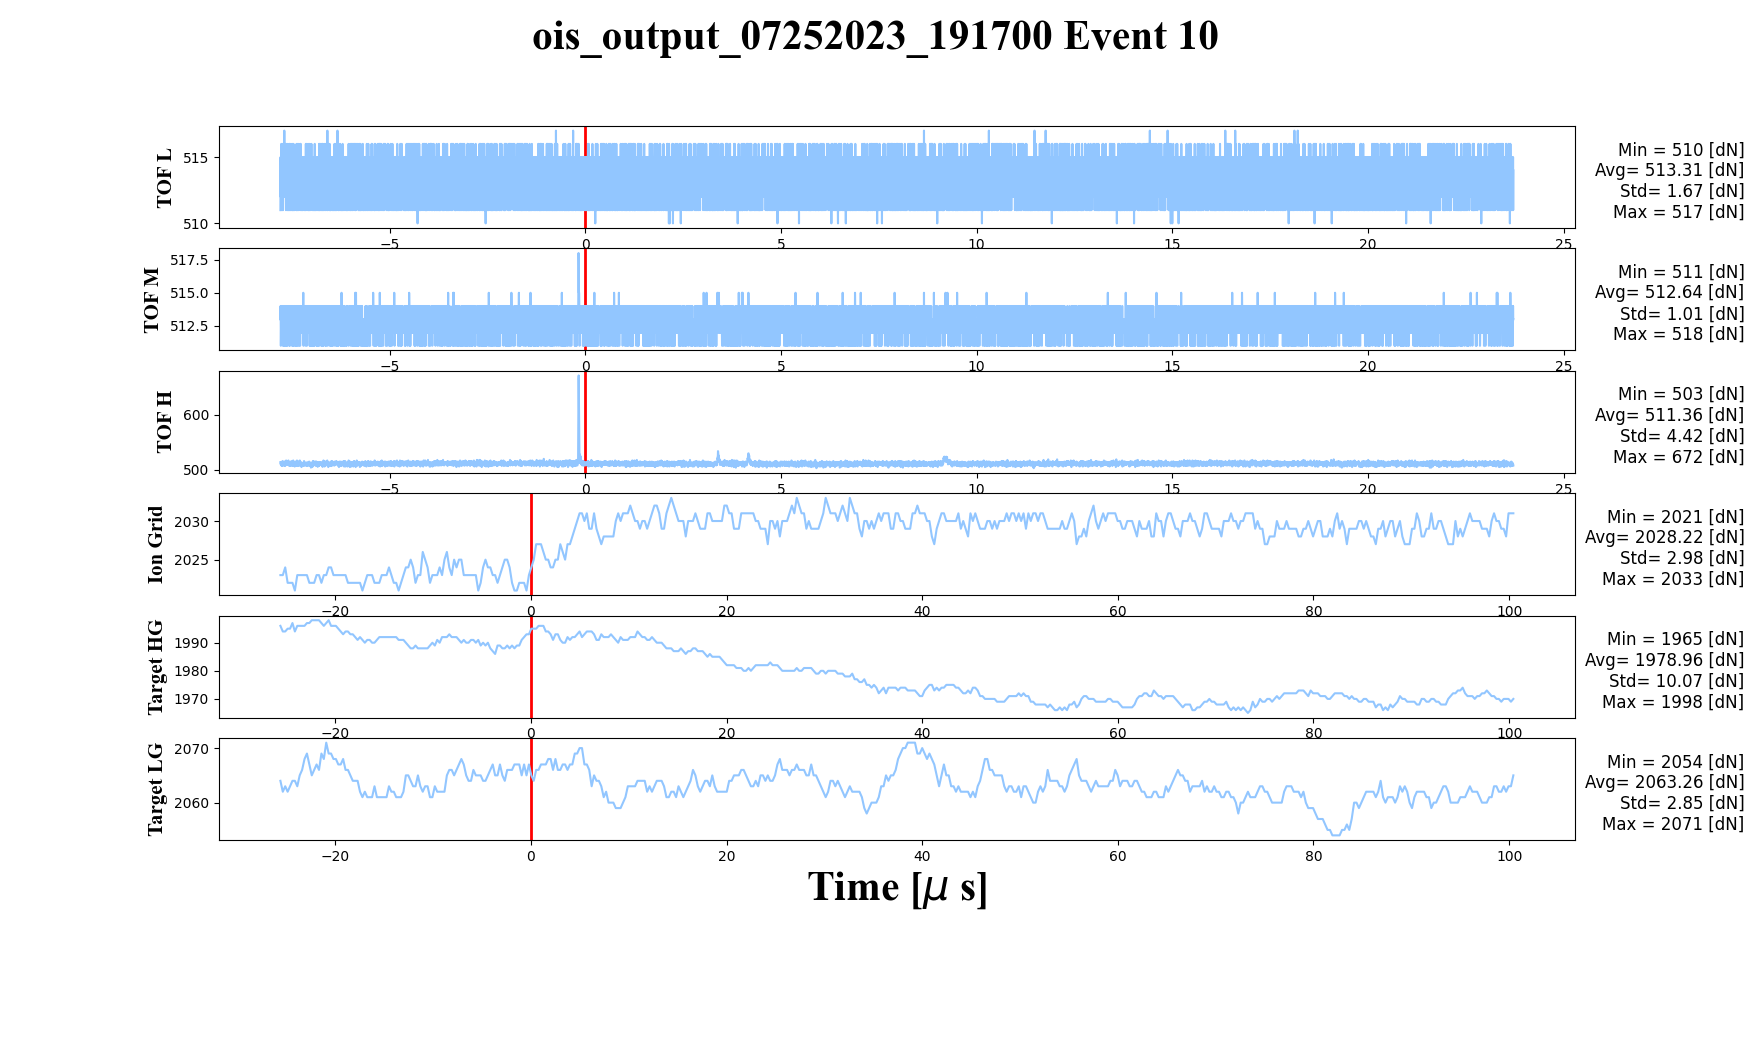 ois_output_07252023_191700 Event 10
TOF L
515
510
−5 0 5 10 15 20 25
Min = 510 [dN]
Avg= 513.31 [dN]
Std= 1.67 [dN]
Max = 517 [dN]
TOF M
517.5
515.0
512.5
−5 0 5 10 15 20 25
Min = 511 [dN]
Avg= 512.64 [dN]
Std= 1.01 [dN]
Max = 518 [dN]
TOF H
600
500
−5 0 5 10 15 20 25
Min = 503 [dN]
Avg= 511.36 [dN]
Std= 4.42 [dN]
Max = 672 [dN]
Ion Grid
2030
2025
−20 0 20 40 60 80 100
Min = 2021 [dN]
Avg= 2028.22 [dN]
Std= 2.98 [dN]
Max = 2033 [dN]
Target HG
1990
1980
1970
−20 0 20 40 60 80 100
Min = 1965 [dN]
Avg= 1978.96 [dN]
Std= 10.07 [dN]
Max = 1998 [dN]
Target LG
2070
2060
−20 0 20 40 60 80 100
Min = 2054 [dN]
Avg= 2063.26 [dN]
Std= 2.85 [dN]
Max = 2071 [dN]
Time [μ s]